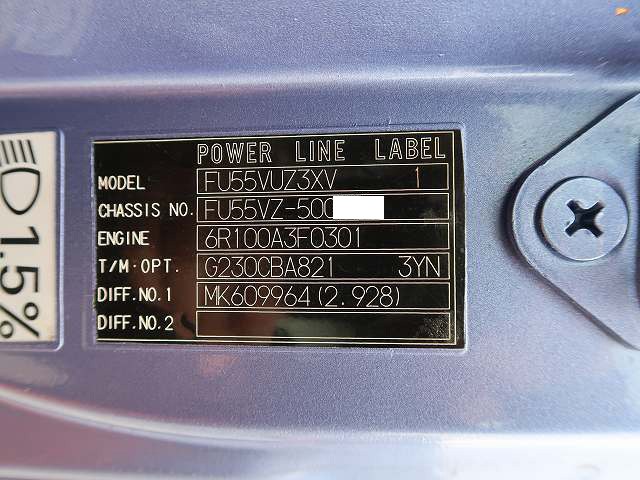 POWER LINE LABEL
MODEL FU55VUZ3XV 1
CHASSIS NO. FU55VZ-500
ENGINE 6R100A3F0301
T/M·OPT. G230CBA821 3YN
DIFF.NO.1 MK609964(2.928)
DIFF.NO.2
1.5%